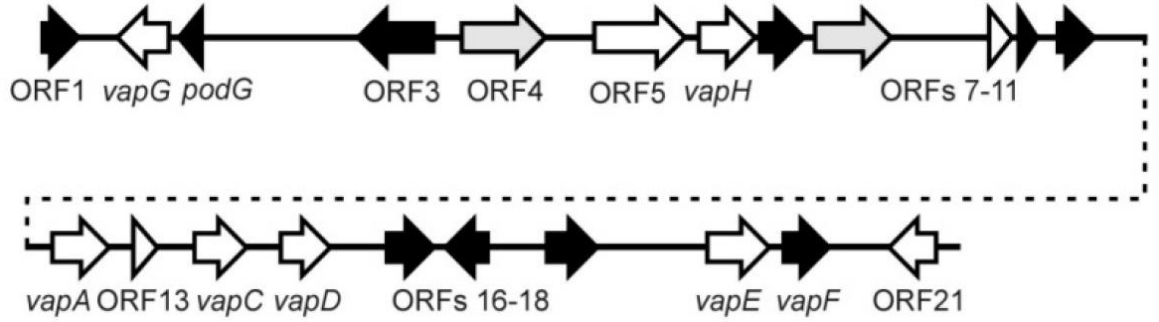 ORF1 vapG podG ORF3 ORF4 ORF5 vapH ORFs 7-11
vapA ORF13 vapC vapD ORFs 16-18 vapE vapF ORF21